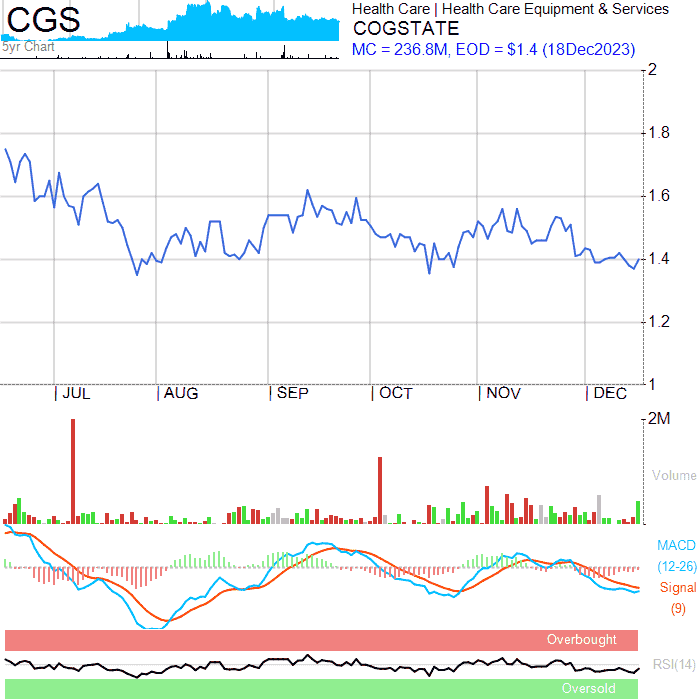 CGS
5yr Chart
Health Care | Health Care Equipment & Services
COGSTATE
MC = 236.8M, EOD = $1.4 (18Dec2023)
2
1.8
1.6
1.4
1.2
1
JUL AUG SEP OCT NOV DEC
2M
Volume
MACD
(12-26)
Signal
(9)
Overbought
RSI(14)
Oversold